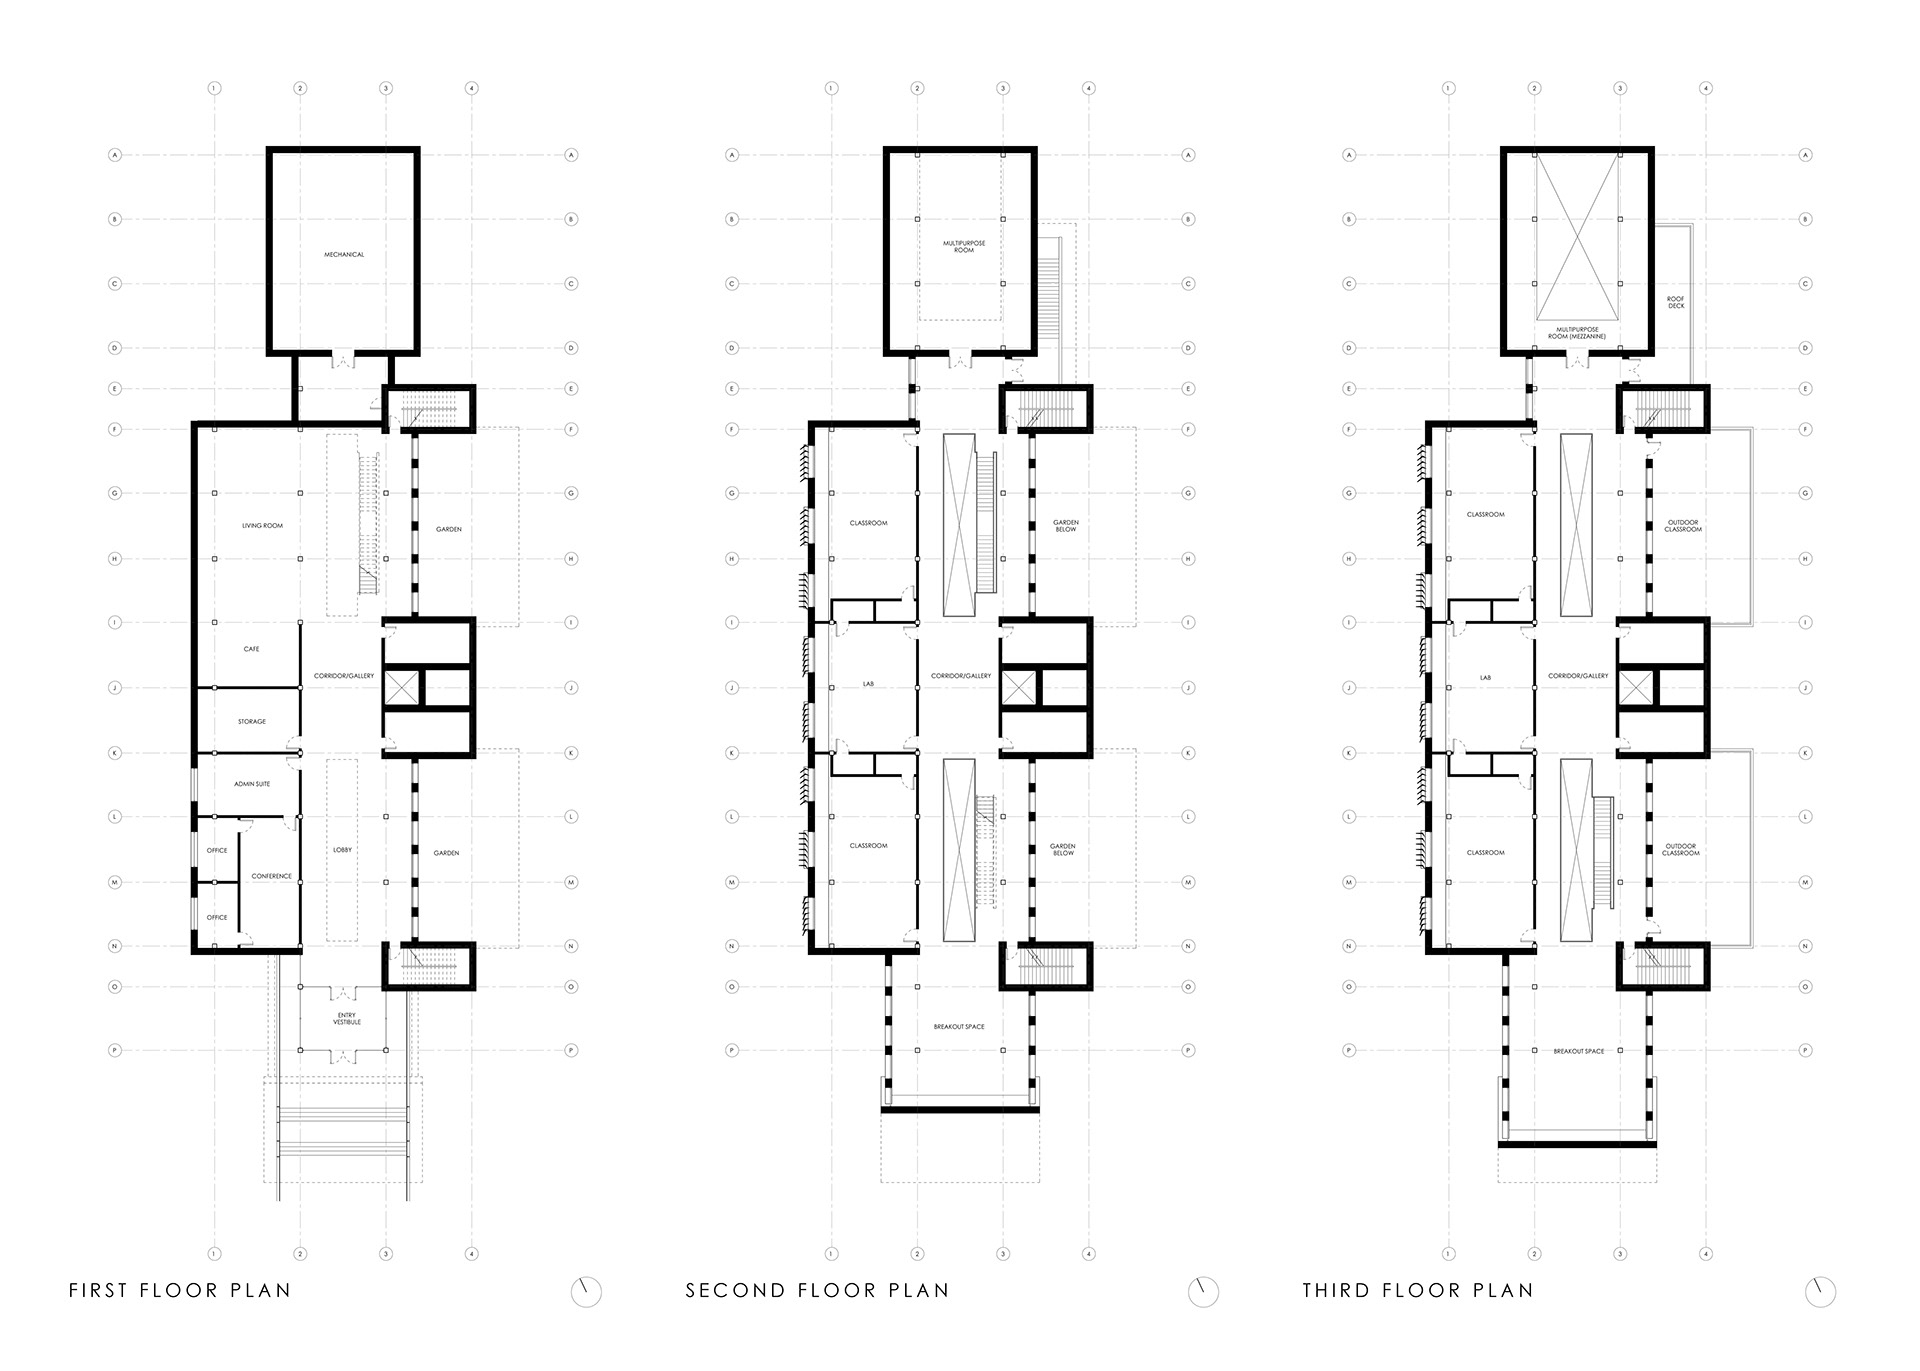 1 2 3 4
A A
B B
MECHANICAL
C C
D D
E E
F F
G G
LIVING ROOM
GARDEN
H H
I I
CAFE
CORRIDOR/GALLERY
J J
STORAGE
K K
ADMIN SUITE
L L
OFFICE
LOBBY
GARDEN
CONFERENCE
M M
OFFICE
N N
O O
ENTRY
VESTIBULE
P P
1 2 3 4
FIRST FLOOR PLAN
1 2 3 4
A A
B B
MULTIPURPOSE
ROOM
C C
D D
E E
F F
G G
CLASSROOM
GARDEN
BELOW
H H
I I
LAB
CORRIDOR/GALLERY
J J
K K
L L
CLASSROOM
GARDEN
BELOW
M M
N N
O O
BREAKOUT SPACE
P P
1 2 3 4
SECOND FLOOR PLAN
1 2 3 4
A A
B B
C C
ROOF
DECK
MULTIPURPOSE
ROOM (MEZZANINE)
D D
E E
F F
G G
CLASSROOM
OUTDOOR
CLASSROOM
H H
I I
LAB
CORRIDOR/GALLERY
J J
K K
L L
CLASSROOM
OUTDOOR
CLASSROOM
M M
N N
O O
BREAKOUT SPACE
P P
1 2 3 4
THIRD FLOOR PLAN